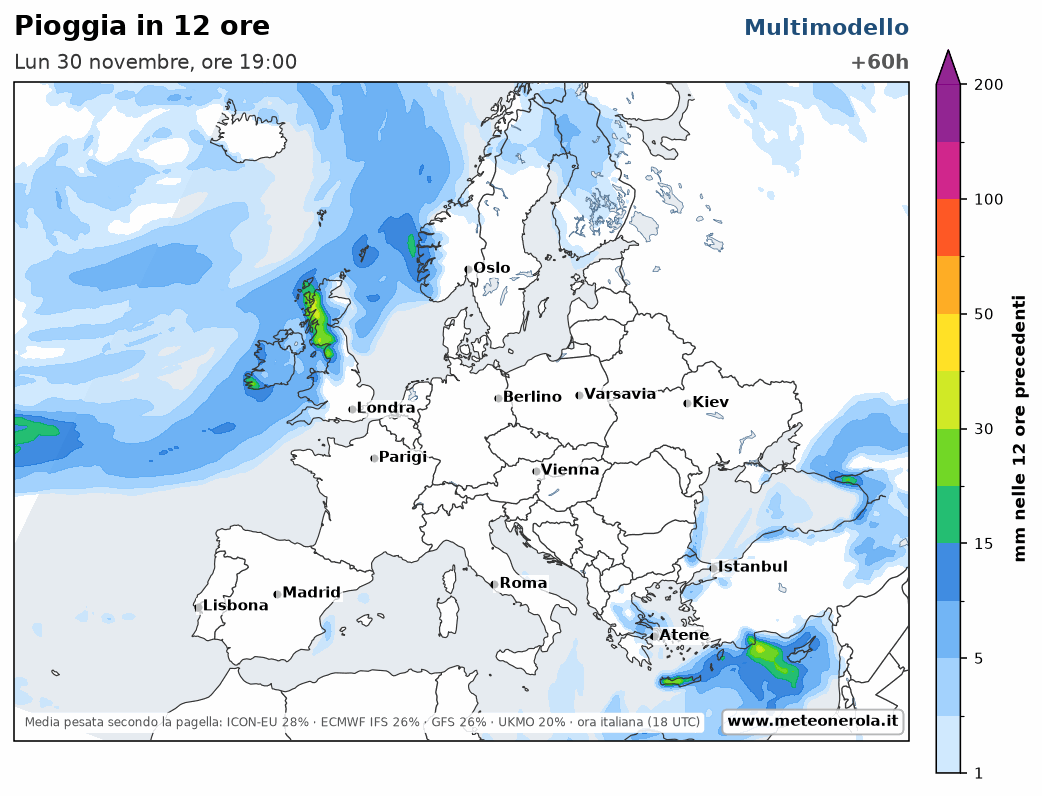 Pioggia in 12 ore
Multimodello
Lun 30 novembre, ore 19:00
+60h
200
100
50
30
15
5
1
mm nelle 12 ore precedenti
Oslo
Berlino
Varsavia
Kiev
Londra
Parigi
Vienna
Istanbul
Roma
Madrid
Lisbona
Atene
Media pesata secondo la pagella: ICON-EU 28% · ECMWF IFS 26% · GFS 26% · UKMO 20% · ora italiana (18 UTC)
www.meteonerola.it